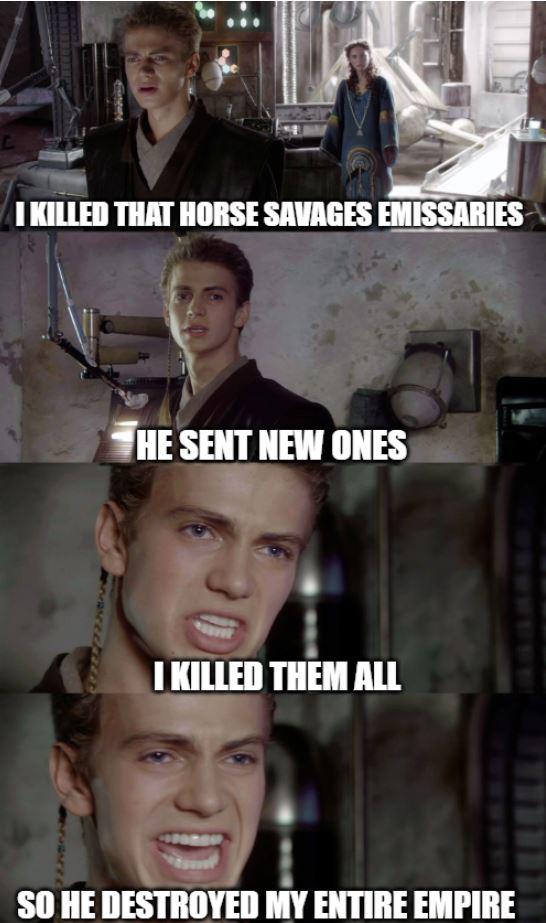 I KILLED THAT HORSE SAVAGES EMISSARIES
HE SENT NEW ONES
I KILLED THEM ALL
SO HE DESTROYED MY ENTIRE EMPIRE